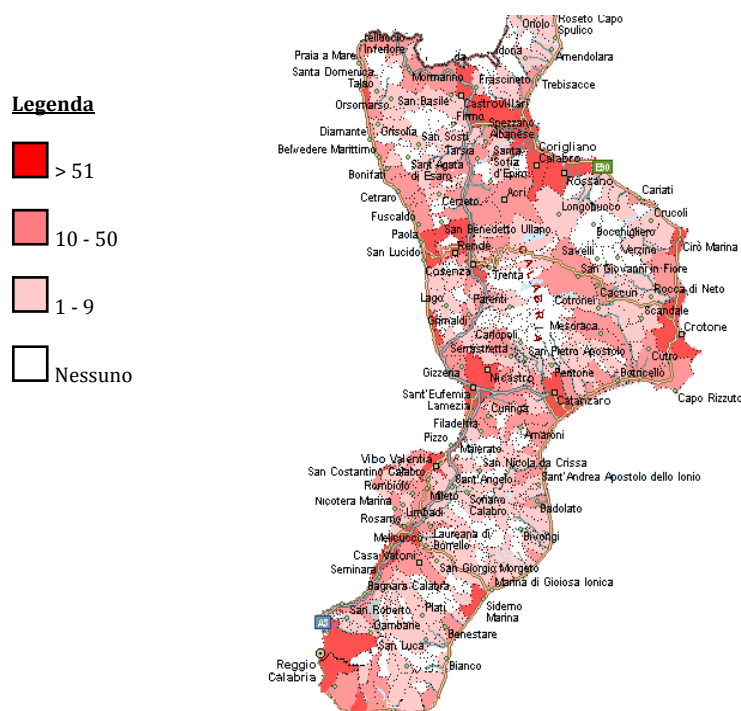 Legenda
> 51
10 - 50
1 - 9
Nessuno
Oriolo
Roseto Capo
Spulico
Inferiore
Praia a Mare
Amendolara
Santa Domenica
Talao
Mormanno
Frascineto
Trebisacce
Orsomarso
San Basile
Castrovillari
Firmo
Spezzano
Albanese
Diamante
Grisolia
San Sosti
Corigliano
Calabro
Belvedere Marittimo
Tarsia
Santa
Sofia
d'Epiro
E90
Sant'Agata
di Esaro
Rossano
Bonifati
Acri
Cariati
Cetraro
Cerzeto
Longobucco
Crucoli
Fuscaldo
Paola
San Benedetto Ullano
Bocchigliero
San Lucido
Rende
Savelli
Verzino
Cirò Marina
Cosenza
Trenta
San Giovanni in Fiore
CALABRIA
Caccuri
Rocca di Neto
Lago
Parenti
Cotronei
Scandale
Grimaldi
Mesoraca
Crotone
Carlopoli
Serrastretta
San Pietro Apostolo
Cutro
Gizzeria
Nicastro
Pentone
Botricello
Sant'Eufemia
Lamezia
Catanzaro
Capo Rizzuto
Curinga
Filadelfia
Amaroni
Pizzo
Maierato
Vibo Valentia
San Nicola da Crissa
San Costantino Calabro
Sant'Angelo
Sant'Andrea Apostolo dello Ionio
Rombiolo
Mileto
Soriano
Calabro
Nicotera Marina
Limbadi
Badolato
Rosarno
Laureana di
Borrello
Bivongi
Melicucco
Casa Vatoni
San Giorgio Morgeto
Seminara
Marina di Gioiosa Ionica
Bagnara Calabra
Siderno
Marina
San Roberto
Platì
A3
Gambarie
Benestare
San Luca
Reggio
Calabria
Bianco